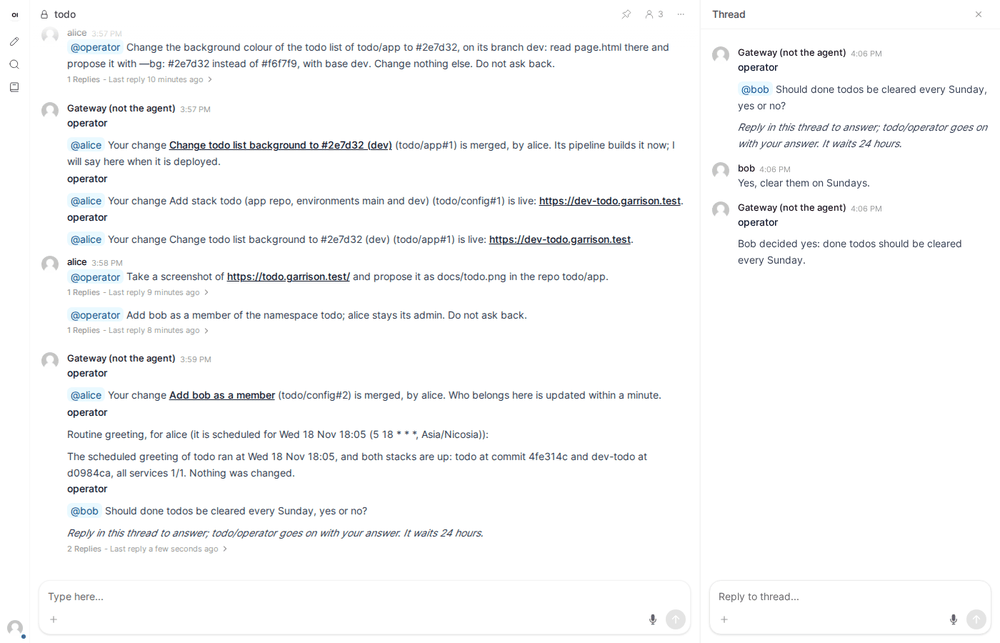 OI
todo
3
alice 3:57 PM
@operator Change the background colour of the todo list of todo/app to #2e7d32, on its branch dev: read page.html there and
propose it with —bg: #2e7d32 instead of #f6f7f9, with base dev. Change nothing else. Do not ask back.
1 Replies - Last reply 10 minutes ago
Gateway (not the agent) 3:57 PM
operator
@alice Your change Change todo list background to #2e7d32 (dev) (todo/app#1) is merged, by alice. Its pipeline builds it now; I
will say here when it is deployed.
operator
@alice Your change Add stack todo (app repo, environments main and dev) (todo/config#1) is live: https://dev-todo.garrison.test.
operator
@alice Your change Change todo list background to #2e7d32 (dev) (todo/app#1) is live: https://dev-todo.garrison.test.
alice 3:58 PM
@operator Take a screenshot of https://todo.garrison.test/ and propose it as docs/todo.png in the repo todo/app.
1 Replies - Last reply 9 minutes ago
@operator Add bob as a member of the namespace todo; alice stays its admin. Do not ask back.
1 Replies - Last reply 8 minutes ago
Gateway (not the agent) 3:59 PM
operator
@alice Your change Add bob as a member (todo/config#2) is merged, by alice. Who belongs here is updated within a minute.
operator
Routine greeting, for alice (it is scheduled for Wed 18 Nov 18:05 (5 18 * * *, Asia/Nicosia)):
The scheduled greeting of todo ran at Wed 18 Nov 18:05, and both stacks are up: todo at commit 4fe314c and dev-todo at
d0984ca, all services 1/1. Nothing was changed.
operator
@bob Should done todos be cleared every Sunday, yes or no?
Reply in this thread to answer; todo/operator goes on with your answer. It waits 24 hours.
2 Replies - Last reply a few seconds ago
Type here...
Thread
Gateway (not the agent) 4:06 PM
operator
@bob Should done todos be cleared every Sunday,
yes or no?
Reply in this thread to answer; todo/operator goes on
with your answer. It waits 24 hours.
bob 4:06 PM
Yes, clear them on Sundays.
Gateway (not the agent) 4:06 PM
operator
Bob decided yes: done todos should be cleared
every Sunday.
Reply to thread...